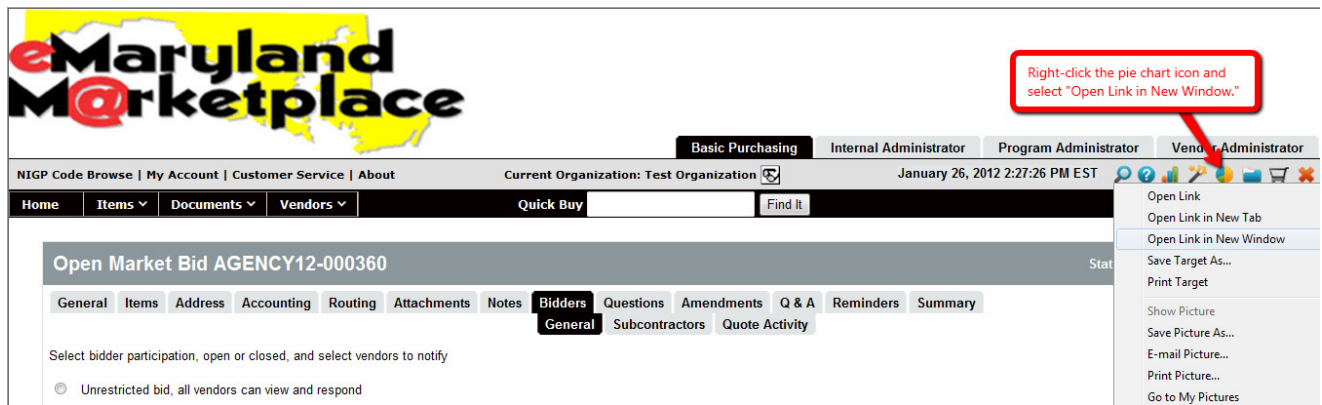 eMaryland
M@rketplace
Right-click the pie chart icon and
select "Open Link in New Window."
Basic Purchasing Internal Administrator Program Administrator Vendor Administrator
NIGP Code Browse | My Account | Customer Service | About Current Organization: Test Organization January 26, 2012 2:27:26 PM EST
Home Items Documents Vendors Quick Buy Find It
Open Link
Open Link in New Tab
Open Link in New Window
Save Target As...
Print Target
Show Picture
Save Picture As...
E-mail Picture...
Print Picture...
Go to My Pictures
Open Market Bid AGENCY12-000360 Stat
General Items Address Accounting Routing Attachments Notes Bidders Questions Amendments Q & A Reminders Summary
General Subcontractors Quote Activity
Select bidder participation, open or closed, and select vendors to notify
Unrestricted bid, all vendors can view and respond